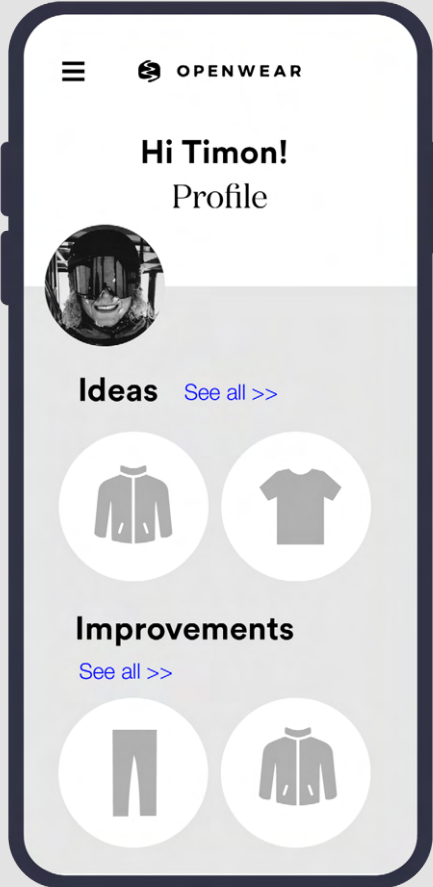 OPENWEAR
Hi Timon!
Profile
Ideas See all >>
Improvements
See all >>